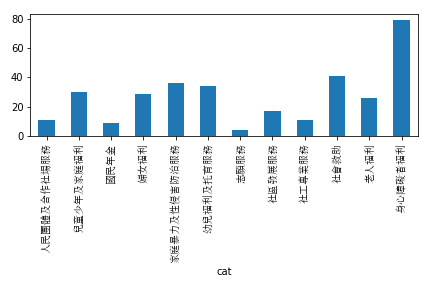 80
60
40
20
0
人民團體及合作社場服務
兒童少年及家庭福利
國民年金
婦女福利
家庭暴力及性侵害防治服務
幼兒福利及托育服務
志願服務
社區發展服務
社工專業服務
社會救助
老人福利
身心障礙者福利
cat